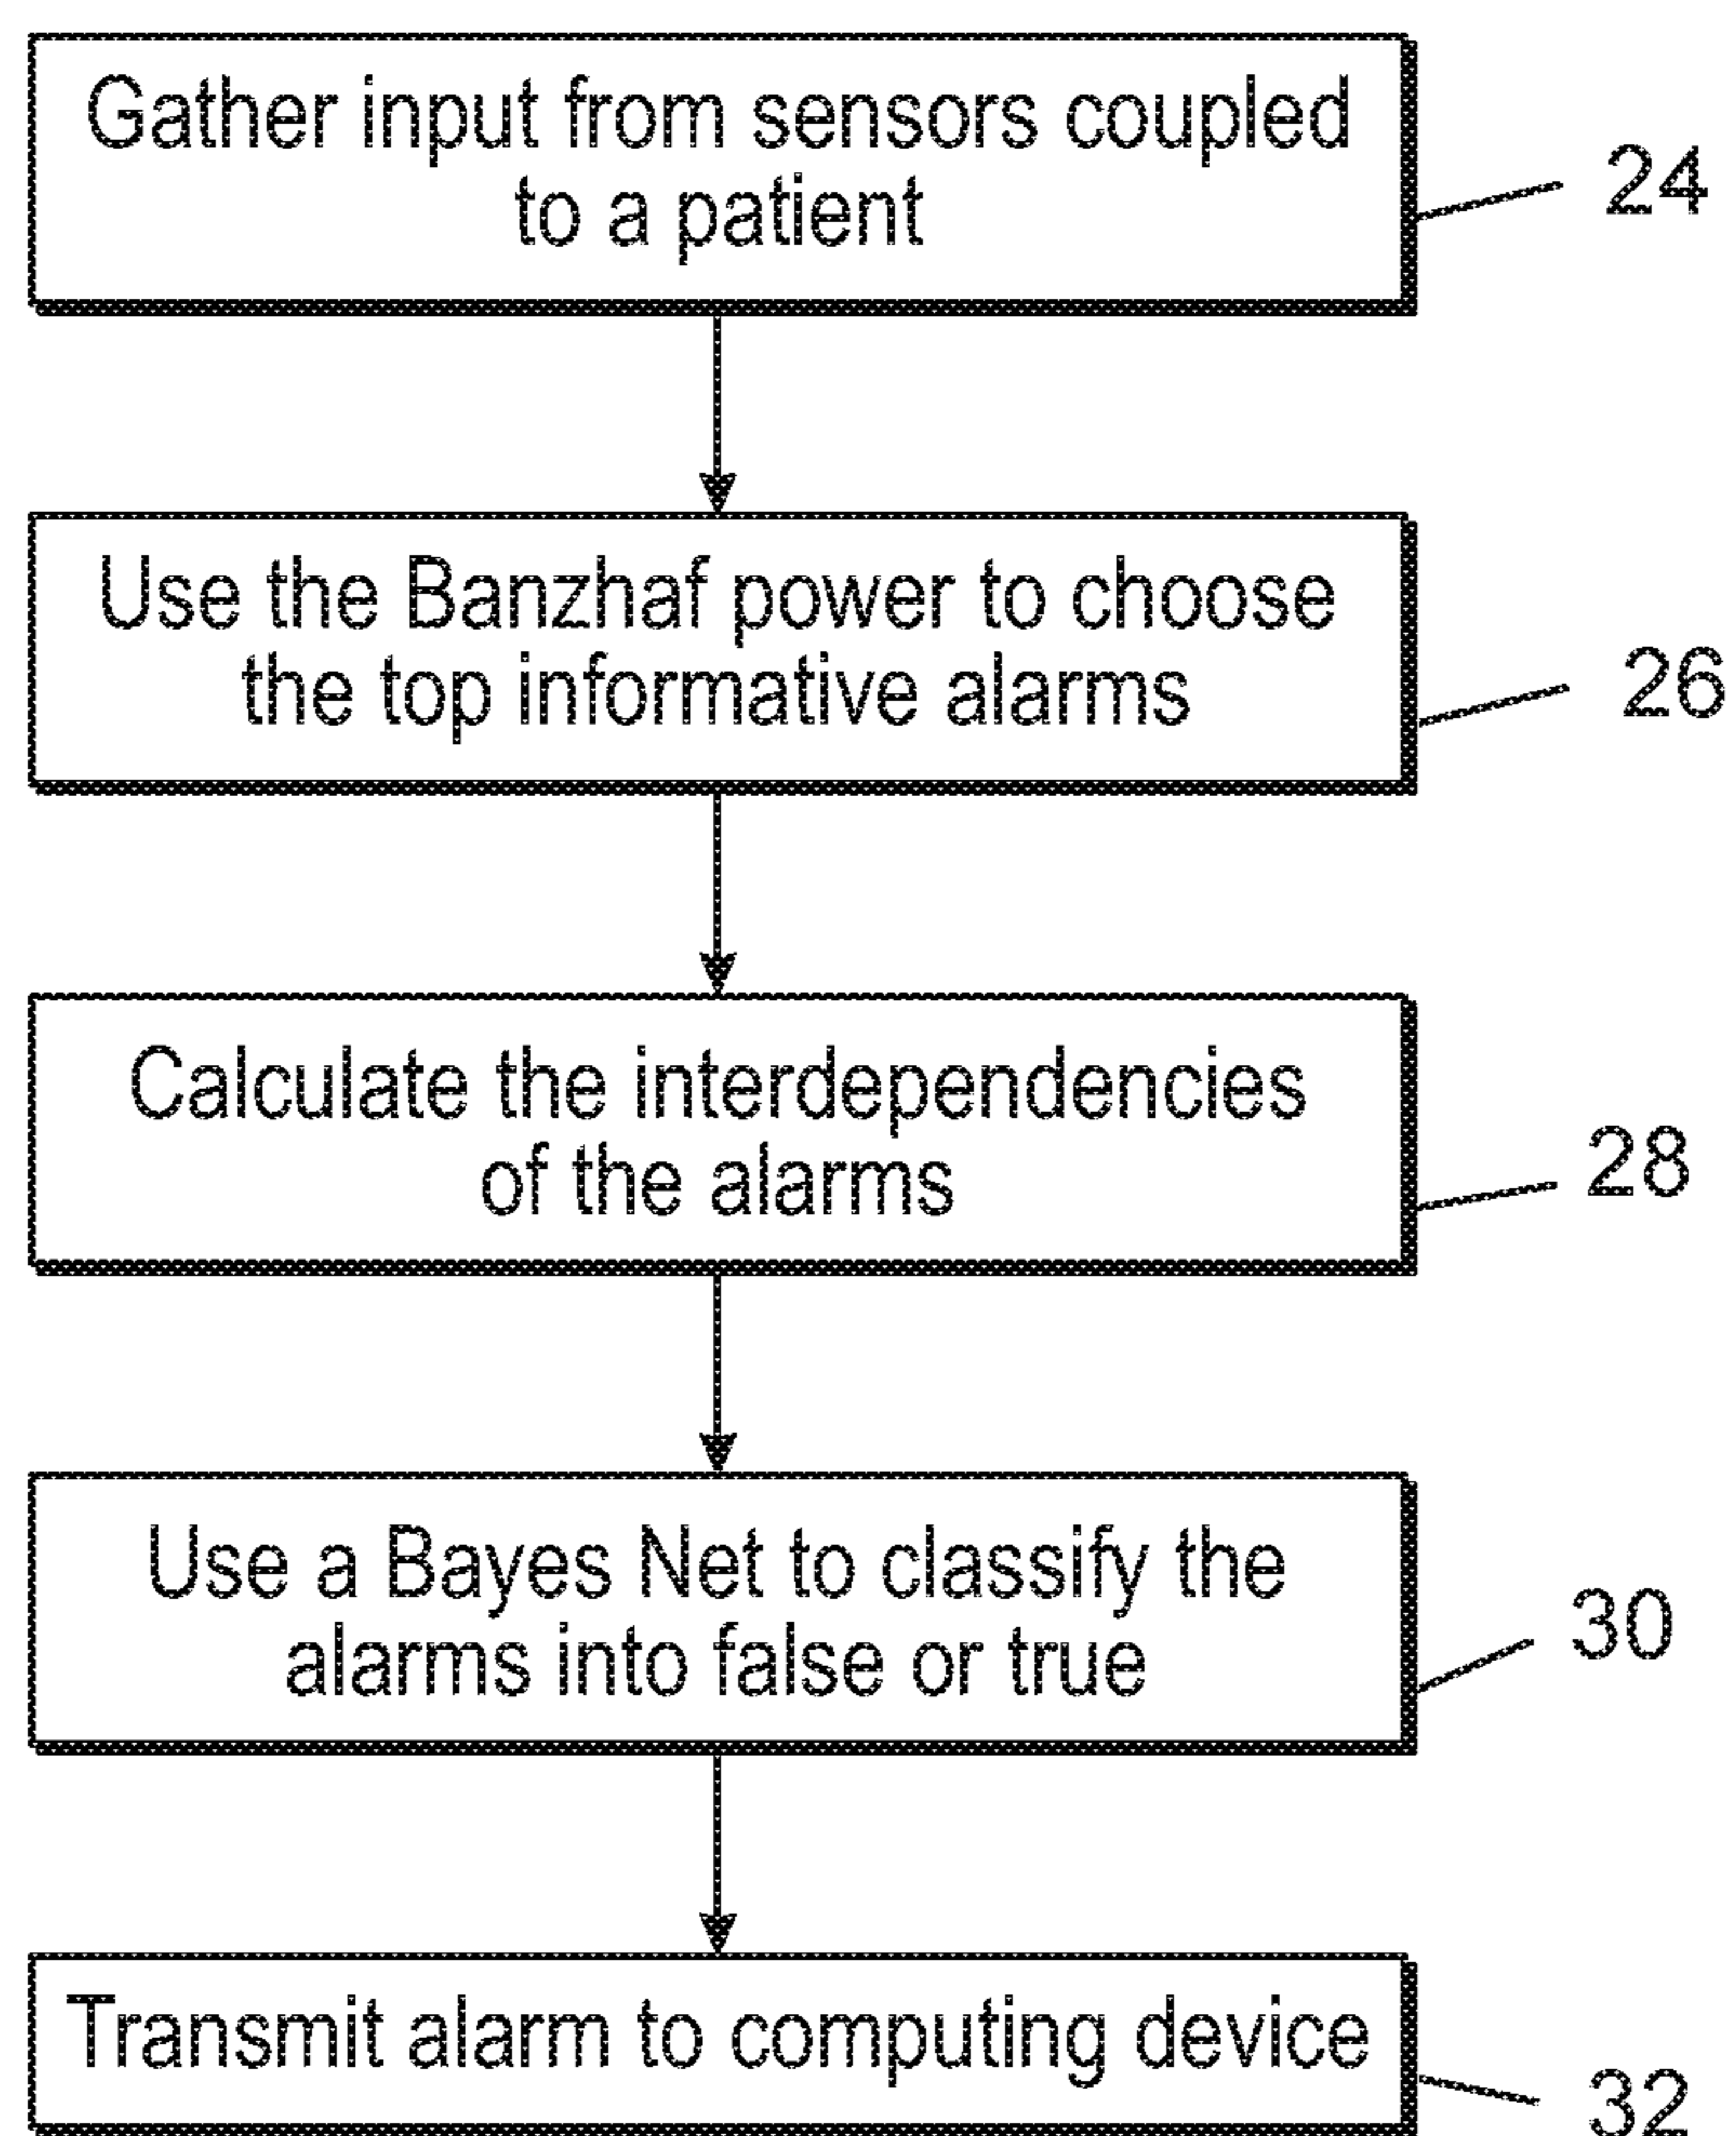 Gather input from sensors coupled
to a patient
24
Use the Banzhaf power to choose
the top informative alarms
26
Calculate the interdependencies
of the alarms
28
Use a Bayes Net to classify the
alarms into false or true
30
Transmit alarm to computing device
32